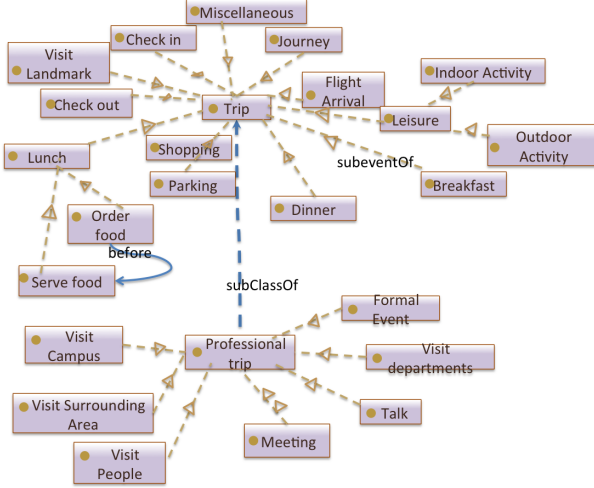 Miscellaneous
Check in
Journey
Visit
Landmark
Flight
Arrival
Indoor Activity
Check out
Trip
Leisure
Outdoor
Activity
Lunch
Shopping
subeventOf
Parking
Breakfast
Order
food
Dinner
before
Serve food
subClassOf
Formal
Event
Visit
Campus
Professional
trip
Visit
departments
Visit Surrounding
Area
Talk
Meeting
Visit
People